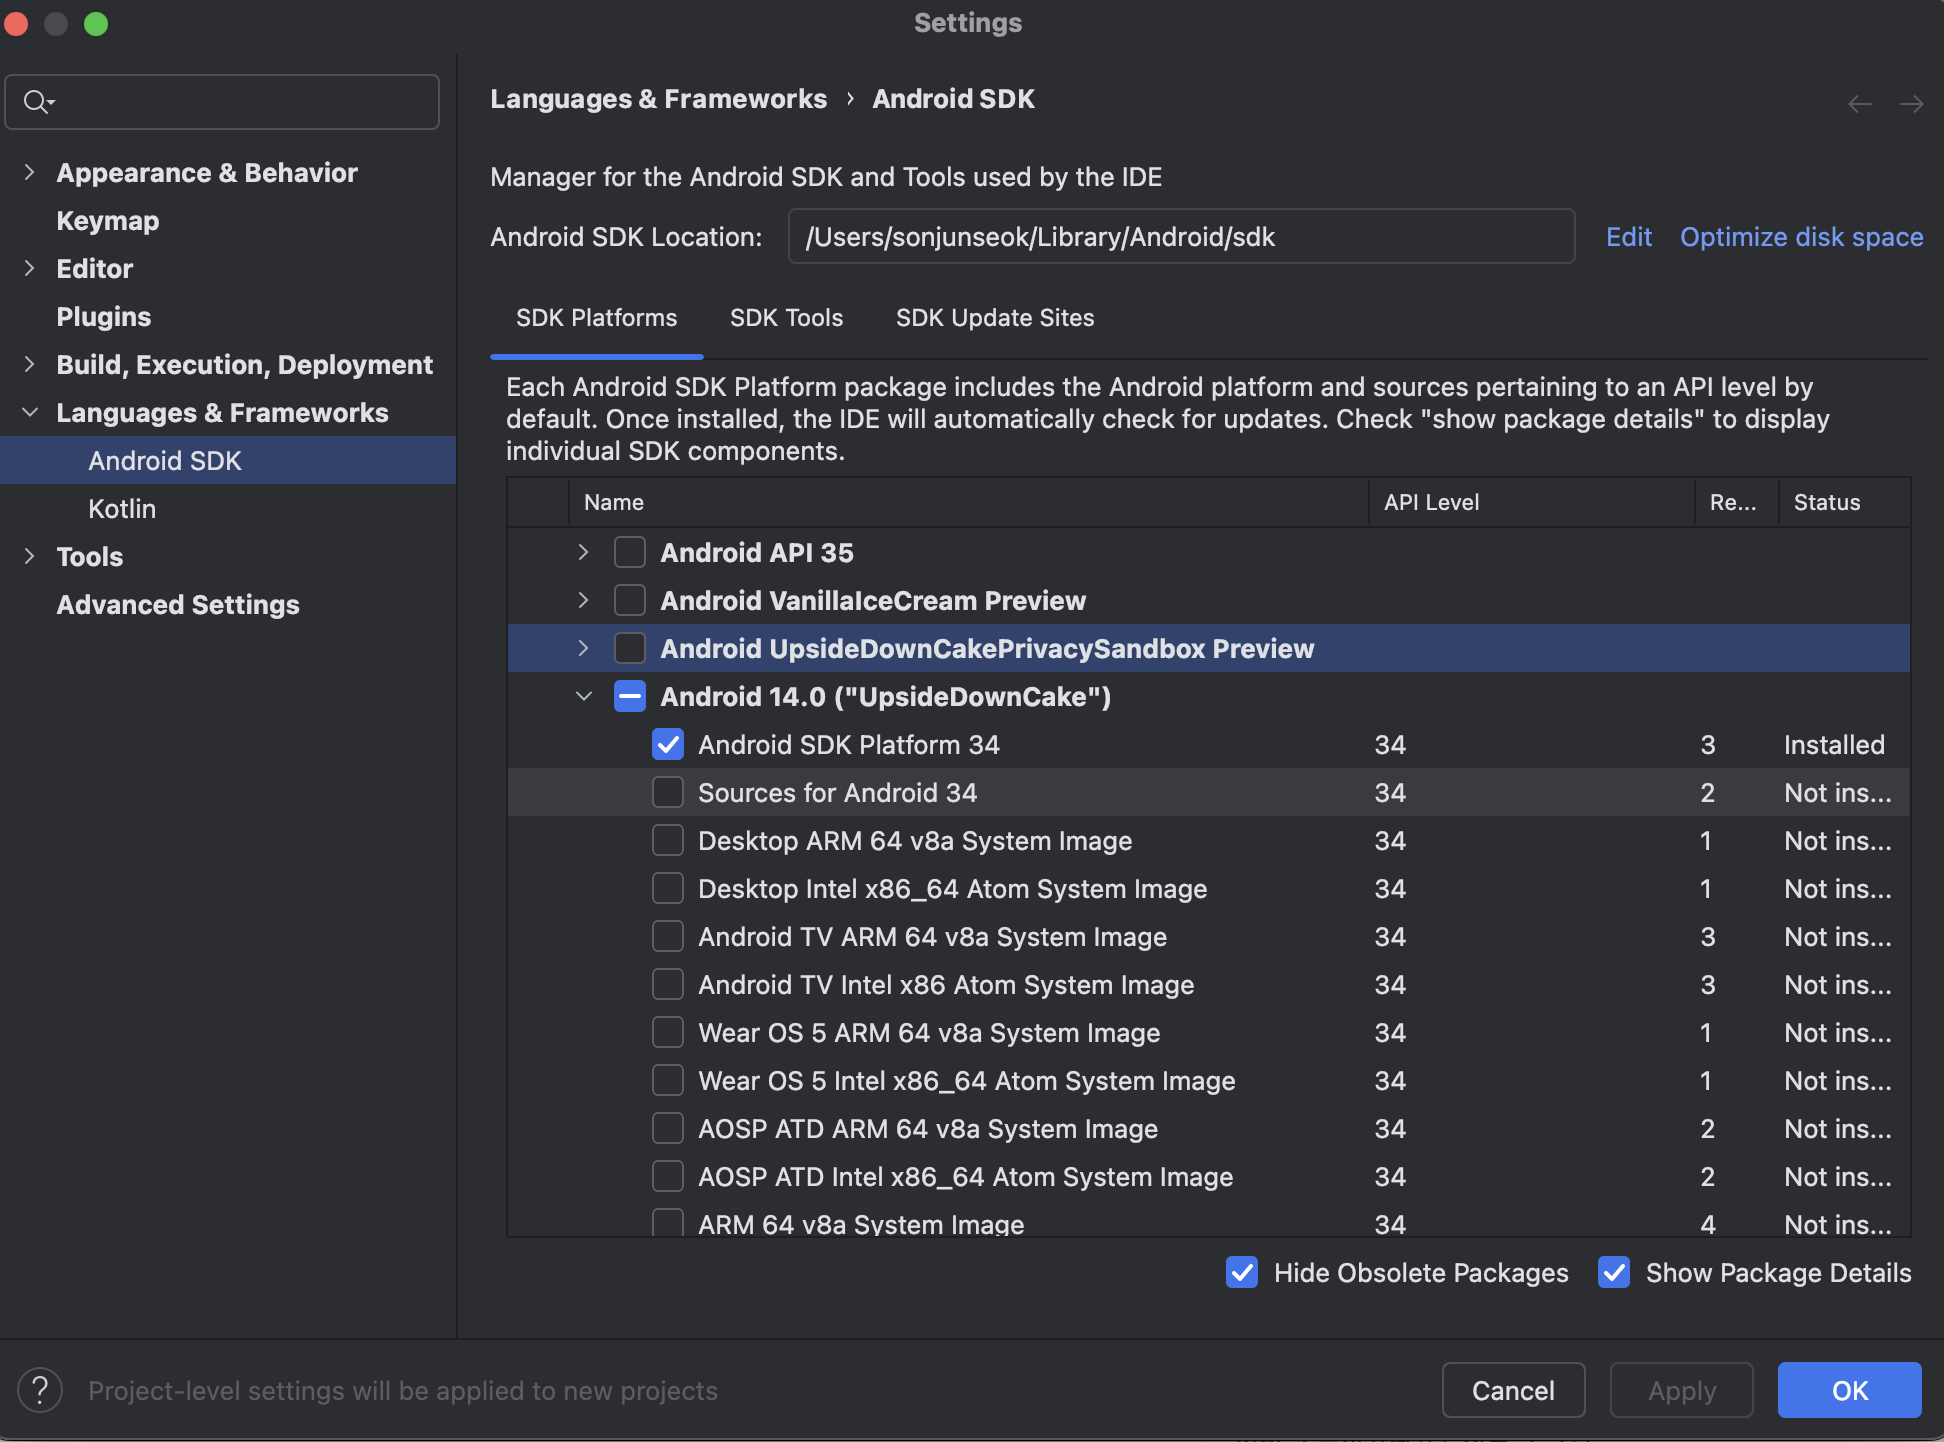 Settings
Languages & Frameworks › Android SDK
Appearance & Behavior
Keymap
Editor
Plugins
Build, Execution, Deployment
Languages & Frameworks
Android SDK
Kotlin
Tools
Advanced Settings
Manager for the Android SDK and Tools used by the IDE
Android SDK Location: /Users/sonjunseok/Library/Android/sdk Edit Optimize disk space
SDK Platforms SDK Tools SDK Update Sites
Each Android SDK Platform package includes the Android platform and sources pertaining to an API level by
default. Once installed, the IDE will automatically check for updates. Check "show package details" to display
individual SDK components.
Name API Level Re... Status
Android API 35
Android VanillaIceCream Preview
Android UpsideDownCakePrivacySandbox Preview
Android 14.0 ("UpsideDownCake")
Android SDK Platform 34 34 3 Installed
Sources for Android 34 34 2 Not ins...
Desktop ARM 64 v8a System Image 34 1 Not ins...
Desktop Intel x86_64 Atom System Image 34 1 Not ins...
Android TV ARM 64 v8a System Image 34 3 Not ins...
Android TV Intel x86 Atom System Image 34 3 Not ins...
Wear OS 5 ARM 64 v8a System Image 34 1 Not ins...
Wear OS 5 Intel x86_64 Atom System Image 34 1 Not ins...
AOSP ATD ARM 64 v8a System Image 34 2 Not ins...
AOSP ATD Intel x86_64 Atom System Image 34 2 Not ins...
ARM 64 v8a System Image 34 4 Not ins...
Hide Obsolete Packages Show Package Details
? Project-level settings will be applied to new projects
Cancel Apply OK